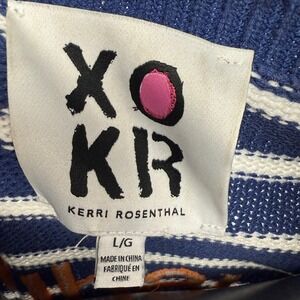 XO
KR
KERRI ROSENTHAL
L/G
MADE IN CHINA
FABRIQUÉ EN
CHINE